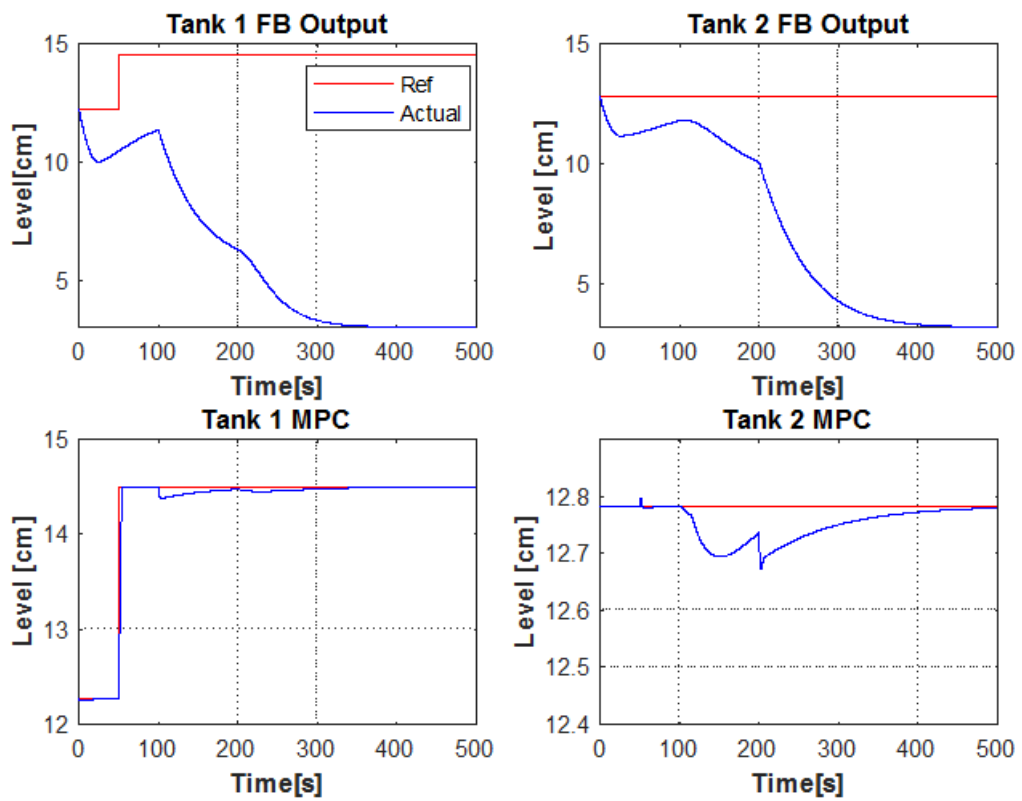 Tank 1 FB Output
15
10
5
Level[cm]
Ref
Actual
0 100 200 300 400 500
Time[s]
Tank 2 FB Output
15
10
5
Level [cm]
0 100 200 300 400 500
Time[s]
Tank 1 MPC
15
14
13
12
Level [cm]
0 100 200 300 400 500
Time[s]
Tank 2 MPC
12.8
12.7
12.6
12.5
12.4
Level [cm]
0 100 200 300 400 500
Time[s]